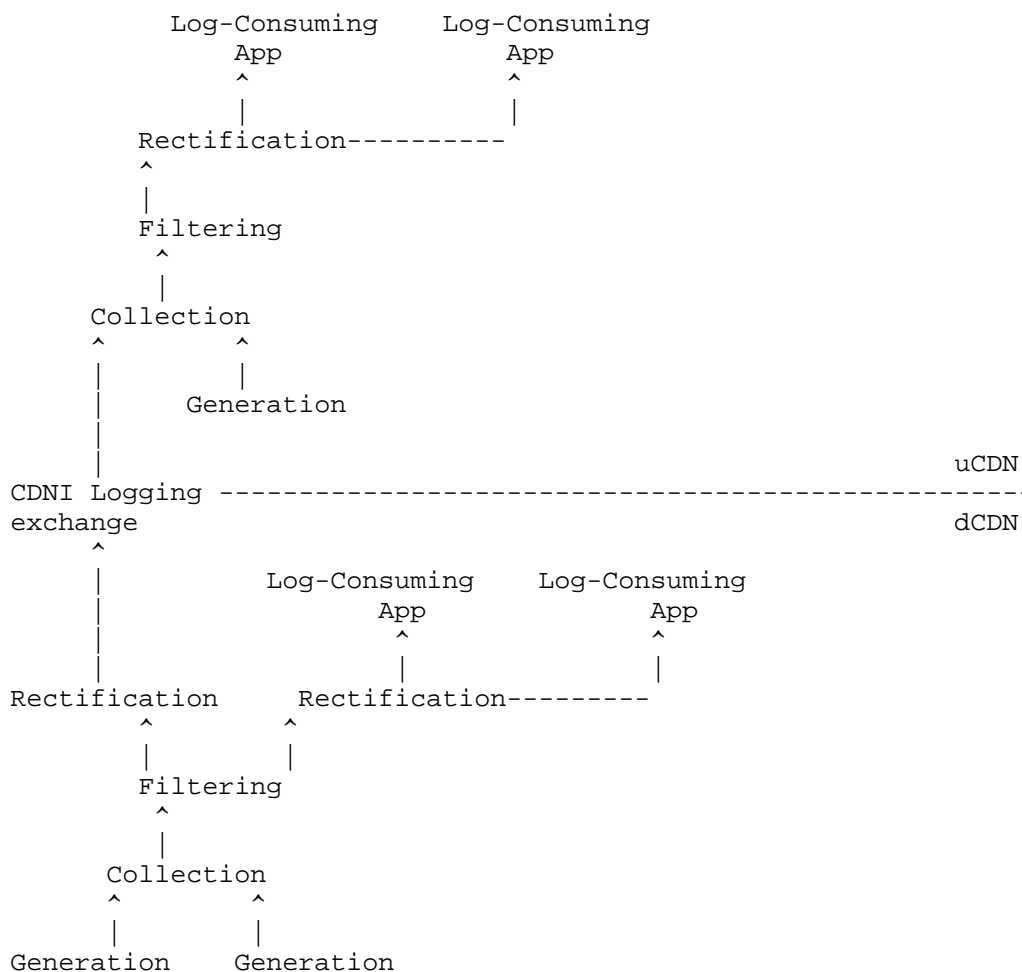 Log-Consuming    Log-Consuming
App    App
Rectification----------
Filtering
Collection
Generation
uCDN
CDNI Logging ---------------------------------------------------
exchange    dCDN
Log-Consuming    Log-Consuming
App    App
Rectification    Rectification---------
Filtering
Collection
Generation    Generation